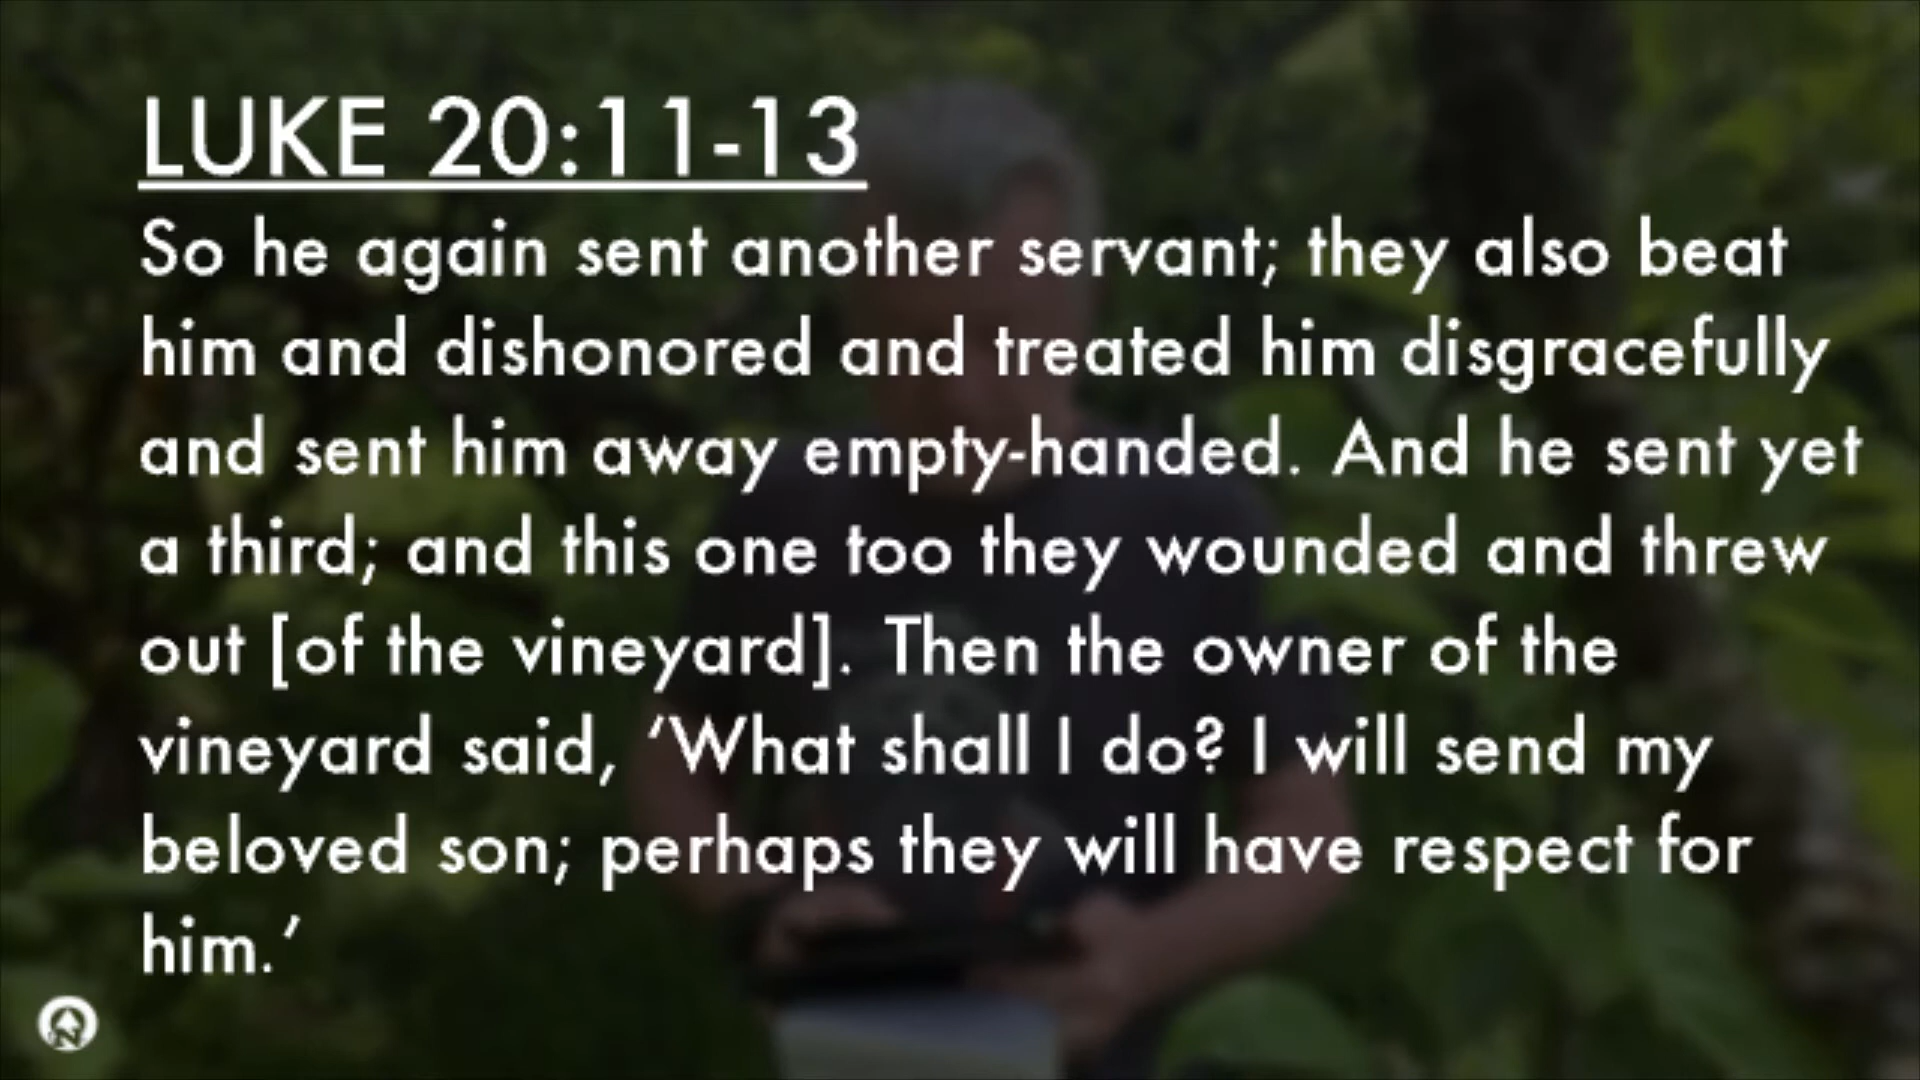 LUKE 20:11-13
So he again sent another servant; they also beat
him and dishonored and treated him disgracefully
and sent him away empty-handed. And he sent yet
a third; and this one too they wounded and threw
out [of the vineyard]. Then the owner of the
vineyard said, ‘What shall I do? I will send my
beloved son; perhaps they will have respect for
him.’
N